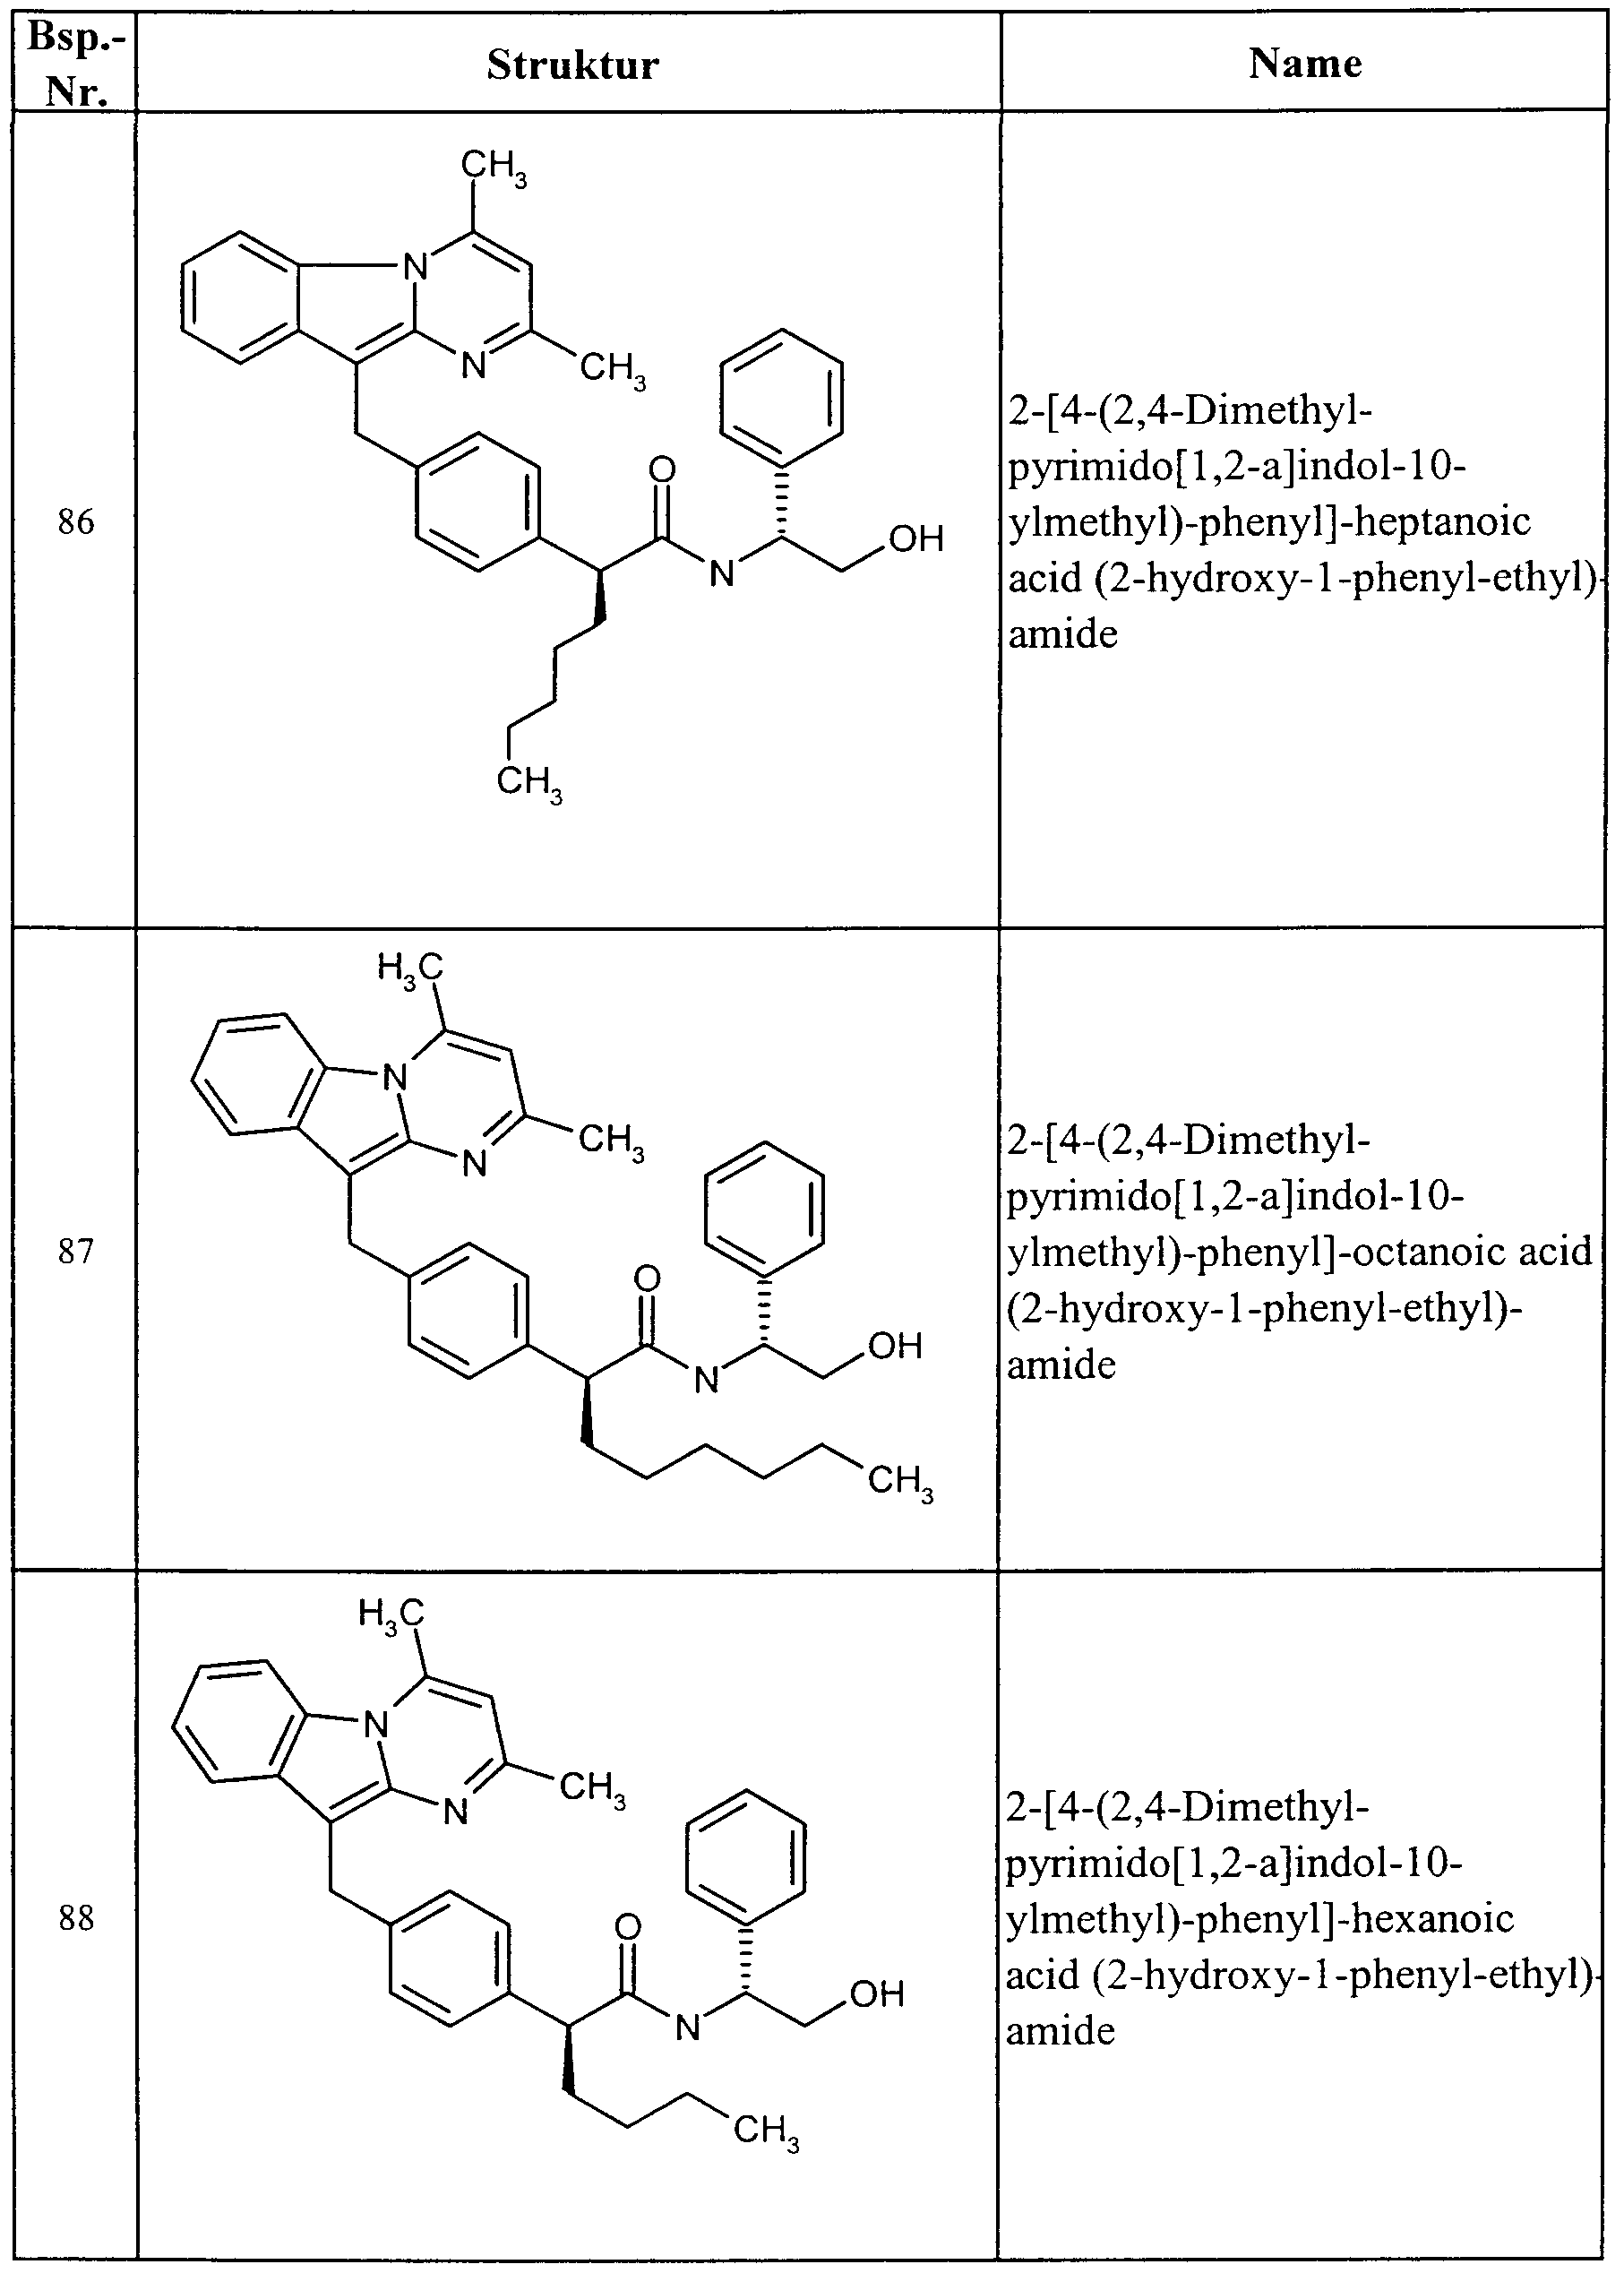 Bsp.-
Nr.
Struktur
Name
86
CH3
N
N
CH3
O
N
OH
CH3
2-[4-(2,4-Dimethyl-
pyrimido[1,2-a]indol-10-
ylmethyl)-phenyl]-heptanoic
acid (2-hydroxy-1-phenyl-ethyl)-
amide
87
H3C
N
N
CH3
O
N
OH
CH3
2-[4-(2,4-Dimethyl-
pyrimido[1,2-a]indol-10-
ylmethyl)-phenyl]-octanoic acid
(2-hydroxy-1-phenyl-ethyl)-
amide
88
H3C
N
N
CH3
O
N
OH
CH3
2-[4-(2,4-Dimethyl-
pyrimido[1,2-a]indol-10-
ylmethyl)-phenyl]-hexanoic
acid (2-hydroxy-1-phenyl-ethyl)-
amide